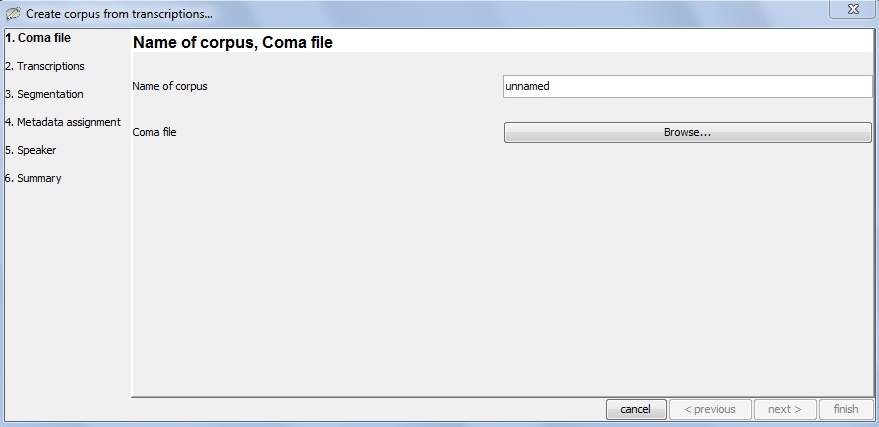 Create corpus from transcriptions...
1. Coma file
2. Transcriptions
3. Segmentation
4. Metadata assignment
5. Speaker
6. Summary
Name of corpus, Coma file
Name of corpus
unnamed
Coma file
Browse...
cancel
< previous
next >
finish